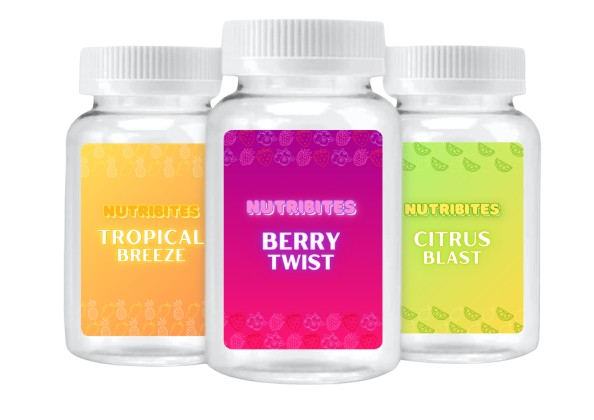 NUTRIBITES
TROPICAL
BREEZE
NUTRIBITES
BERRY
TWIST
NUTRIBITES
CITRUS
BLAST